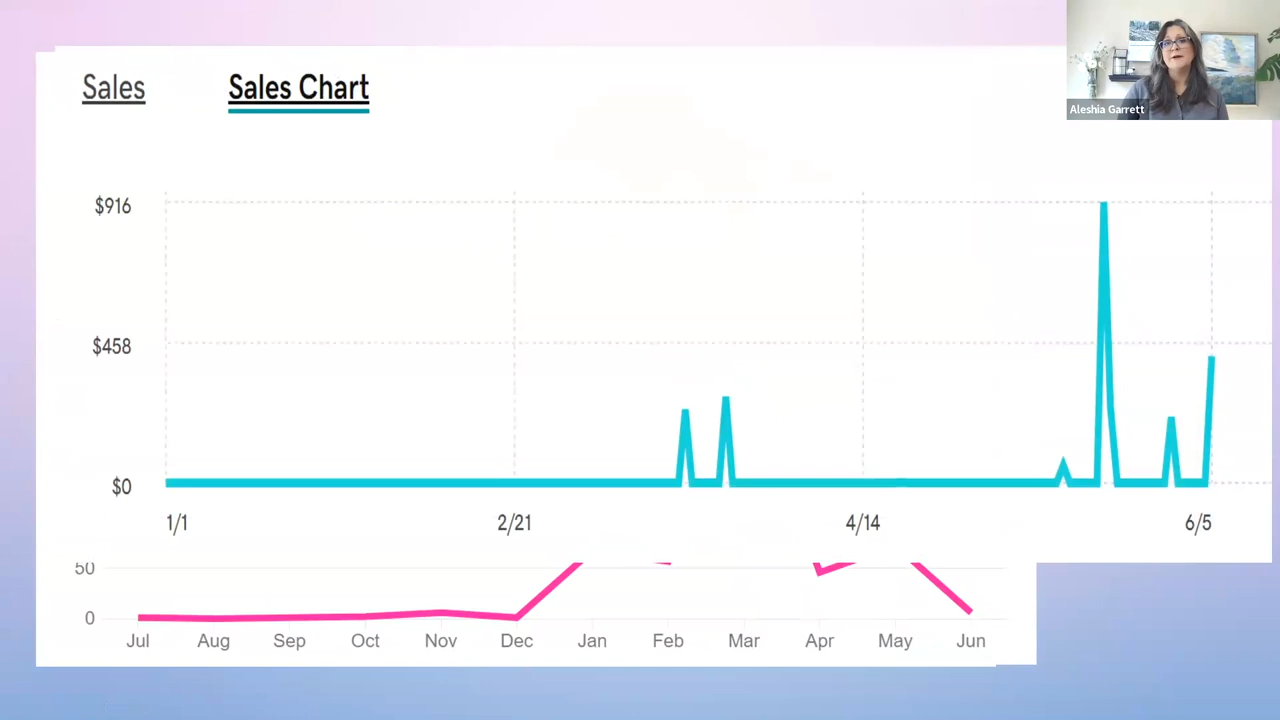 Aleshia Garrett
Sales Sales Chart
$916
$458
$0
1/1 2/21 4/14 6/5
50
0
Jul Aug Sep Oct Nov Dec Jan Feb Mar Apr May Jun